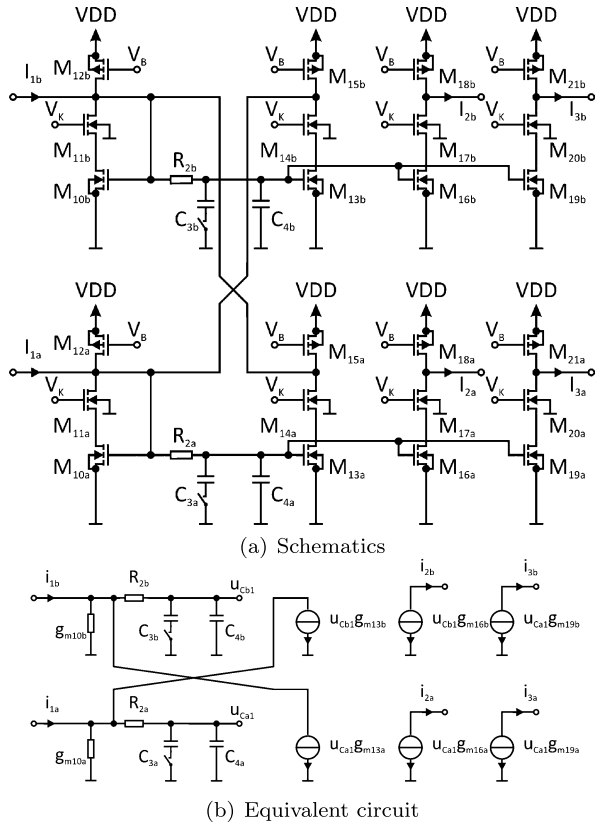 VDD VDD VDD VDD
I1b M12b VB VB M15b VB M18b VB M21b
I2b I3b
VK VK VK VK
M11b R2b M14b M17b M20b
M10b M13b M16b M19b
C3b C4b
VDD VDD VDD VDD
I1a M12a VB VB M15a VB M18a VB M21a
I2a I3a
VK VK VK VK
M11a R2a M14a M17a M20a
M10a M13a M16a M19a
C3a C4a
(a) Schematics
i1b R2b uCb1 i2b i3b
gm10b C3b C4b uCb1gm13b uCb1gm16b uCa1gm19b
i1a R2a uCa1 i2a i3a
gm10a C3a C4a uCa1gm13a uCa1gm16a uCa1gm19a
(b) Equivalent circuit